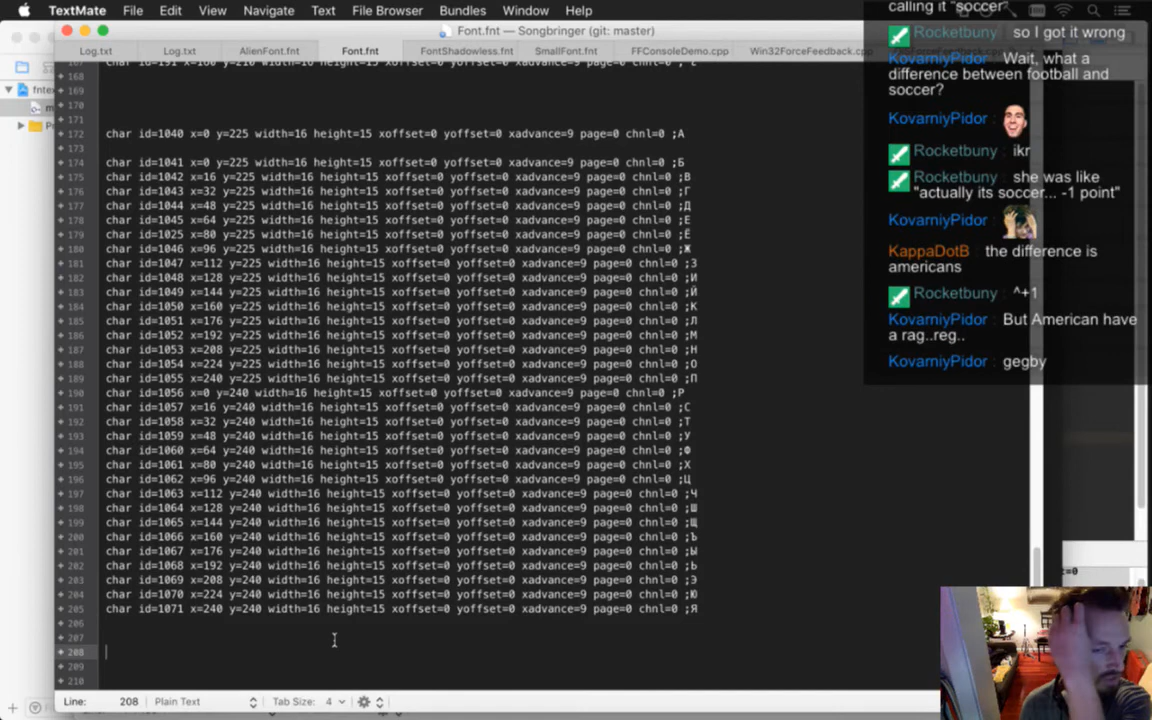 TextMate File Edit View Navigate Text File Browser Bundles Window Help
Font.fnt — Songbringer (git: master)
Log.txt Log.txt AlienFont.fnt Font.fnt FontShadowless.fnt SmallFont.fnt FFConsoleDemo.cpp Win32ForceFeedback.cpp
168
169
170
171
172 char id=1040 x=0 y=225 width=16 height=15 xoffset=0 yoffset=0 xadvance=9 page=0 chnl=0 ;А
173
174 char id=1041 x=0 y=225 width=16 height=15 xoffset=0 yoffset=0 xadvance=9 page=0 chnl=0 ;Б
175 char id=1042 x=16 y=225 width=16 height=15 xoffset=0 yoffset=0 xadvance=9 page=0 chnl=0 ;В
176 char id=1043 x=32 y=225 width=16 height=15 xoffset=0 yoffset=0 xadvance=9 page=0 chnl=0 ;Г
177 char id=1044 x=48 y=225 width=16 height=15 xoffset=0 yoffset=0 xadvance=9 page=0 chnl=0 ;Д
178 char id=1045 x=64 y=225 width=16 height=15 xoffset=0 yoffset=0 xadvance=9 page=0 chnl=0 ;Е
179 char id=1025 x=80 y=225 width=16 height=15 xoffset=0 yoffset=0 xadvance=9 page=0 chnl=0 ;Ё
180 char id=1046 x=96 y=225 width=16 height=15 xoffset=0 yoffset=0 xadvance=9 page=0 chnl=0 ;Ж
181 char id=1047 x=112 y=225 width=16 height=15 xoffset=0 yoffset=0 xadvance=9 page=0 chnl=0 ;З
182 char id=1048 x=128 y=225 width=16 height=15 xoffset=0 yoffset=0 xadvance=9 page=0 chnl=0 ;И
183 char id=1049 x=144 y=225 width=16 height=15 xoffset=0 yoffset=0 xadvance=9 page=0 chnl=0 ;Й
184 char id=1050 x=160 y=225 width=16 height=15 xoffset=0 yoffset=0 xadvance=9 page=0 chnl=0 ;К
185 char id=1051 x=176 y=225 width=16 height=15 xoffset=0 yoffset=0 xadvance=9 page=0 chnl=0 ;Л
186 char id=1052 x=192 y=225 width=16 height=15 xoffset=0 yoffset=0 xadvance=9 page=0 chnl=0 ;М
187 char id=1053 x=208 y=225 width=16 height=15 xoffset=0 yoffset=0 xadvance=9 page=0 chnl=0 ;Н
188 char id=1054 x=224 y=225 width=16 height=15 xoffset=0 yoffset=0 xadvance=9 page=0 chnl=0 ;О
189 char id=1055 x=240 y=225 width=16 height=15 xoffset=0 yoffset=0 xadvance=9 page=0 chnl=0 ;П
190 char id=1056 x=0 y=240 width=16 height=15 xoffset=0 yoffset=0 xadvance=9 page=0 chnl=0 ;Р
191 char id=1057 x=16 y=240 width=16 height=15 xoffset=0 yoffset=0 xadvance=9 page=0 chnl=0 ;С
192 char id=1058 x=32 y=240 width=16 height=15 xoffset=0 yoffset=0 xadvance=9 page=0 chnl=0 ;Т
193 char id=1059 x=48 y=240 width=16 height=15 xoffset=0 yoffset=0 xadvance=9 page=0 chnl=0 ;У
194 char id=1060 x=64 y=240 width=16 height=15 xoffset=0 yoffset=0 xadvance=9 page=0 chnl=0 ;Ф
195 char id=1061 x=80 y=240 width=16 height=15 xoffset=0 yoffset=0 xadvance=9 page=0 chnl=0 ;Х
196 char id=1062 x=96 y=240 width=16 height=15 xoffset=0 yoffset=0 xadvance=9 page=0 chnl=0 ;Ц
197 char id=1063 x=112 y=240 width=16 height=15 xoffset=0 yoffset=0 xadvance=9 page=0 chnl=0 ;Ч
198 char id=1064 x=128 y=240 width=16 height=15 xoffset=0 yoffset=0 xadvance=9 page=0 chnl=0 ;Ш
199 char id=1065 x=144 y=240 width=16 height=15 xoffset=0 yoffset=0 xadvance=9 page=0 chnl=0 ;Щ
200 char id=1066 x=160 y=240 width=16 height=15 xoffset=0 yoffset=0 xadvance=9 page=0 chnl=0 ;Ъ
201 char id=1067 x=176 y=240 width=16 height=15 xoffset=0 yoffset=0 xadvance=9 page=0 chnl=0 ;Ы
202 char id=1068 x=192 y=240 width=16 height=15 xoffset=0 yoffset=0 xadvance=9 page=0 chnl=0 ;Ь
203 char id=1069 x=208 y=240 width=16 height=15 xoffset=0 yoffset=0 xadvance=9 page=0 chnl=0 ;Э
204 char id=1070 x=224 y=240 width=16 height=15 xoffset=0 yoffset=0 xadvance=9 page=0 chnl=0 ;Ю
205 char id=1071 x=240 y=240 width=16 height=15 xoffset=0 yoffset=0 xadvance=9 page=0 chnl=0 ;Я
206
207
208
209
210
Line: 208 Plain Text Tab Size: 4
calling it "soccer"
Rocketbuny : so I got it wrong
KovarniyPidor : Wait, what a
difference between football and
soccer?
KovarniyPidor :
Rocketbuny : ikr
Rocketbuny : she was like
"actually its soccer... -1 point"
KovarniyPidor :
KappaDotB : the difference is
americans
Rocketbuny : ^+1
KovarniyPidor : But American have
a rag..reg..
KovarniyPidor : gegby